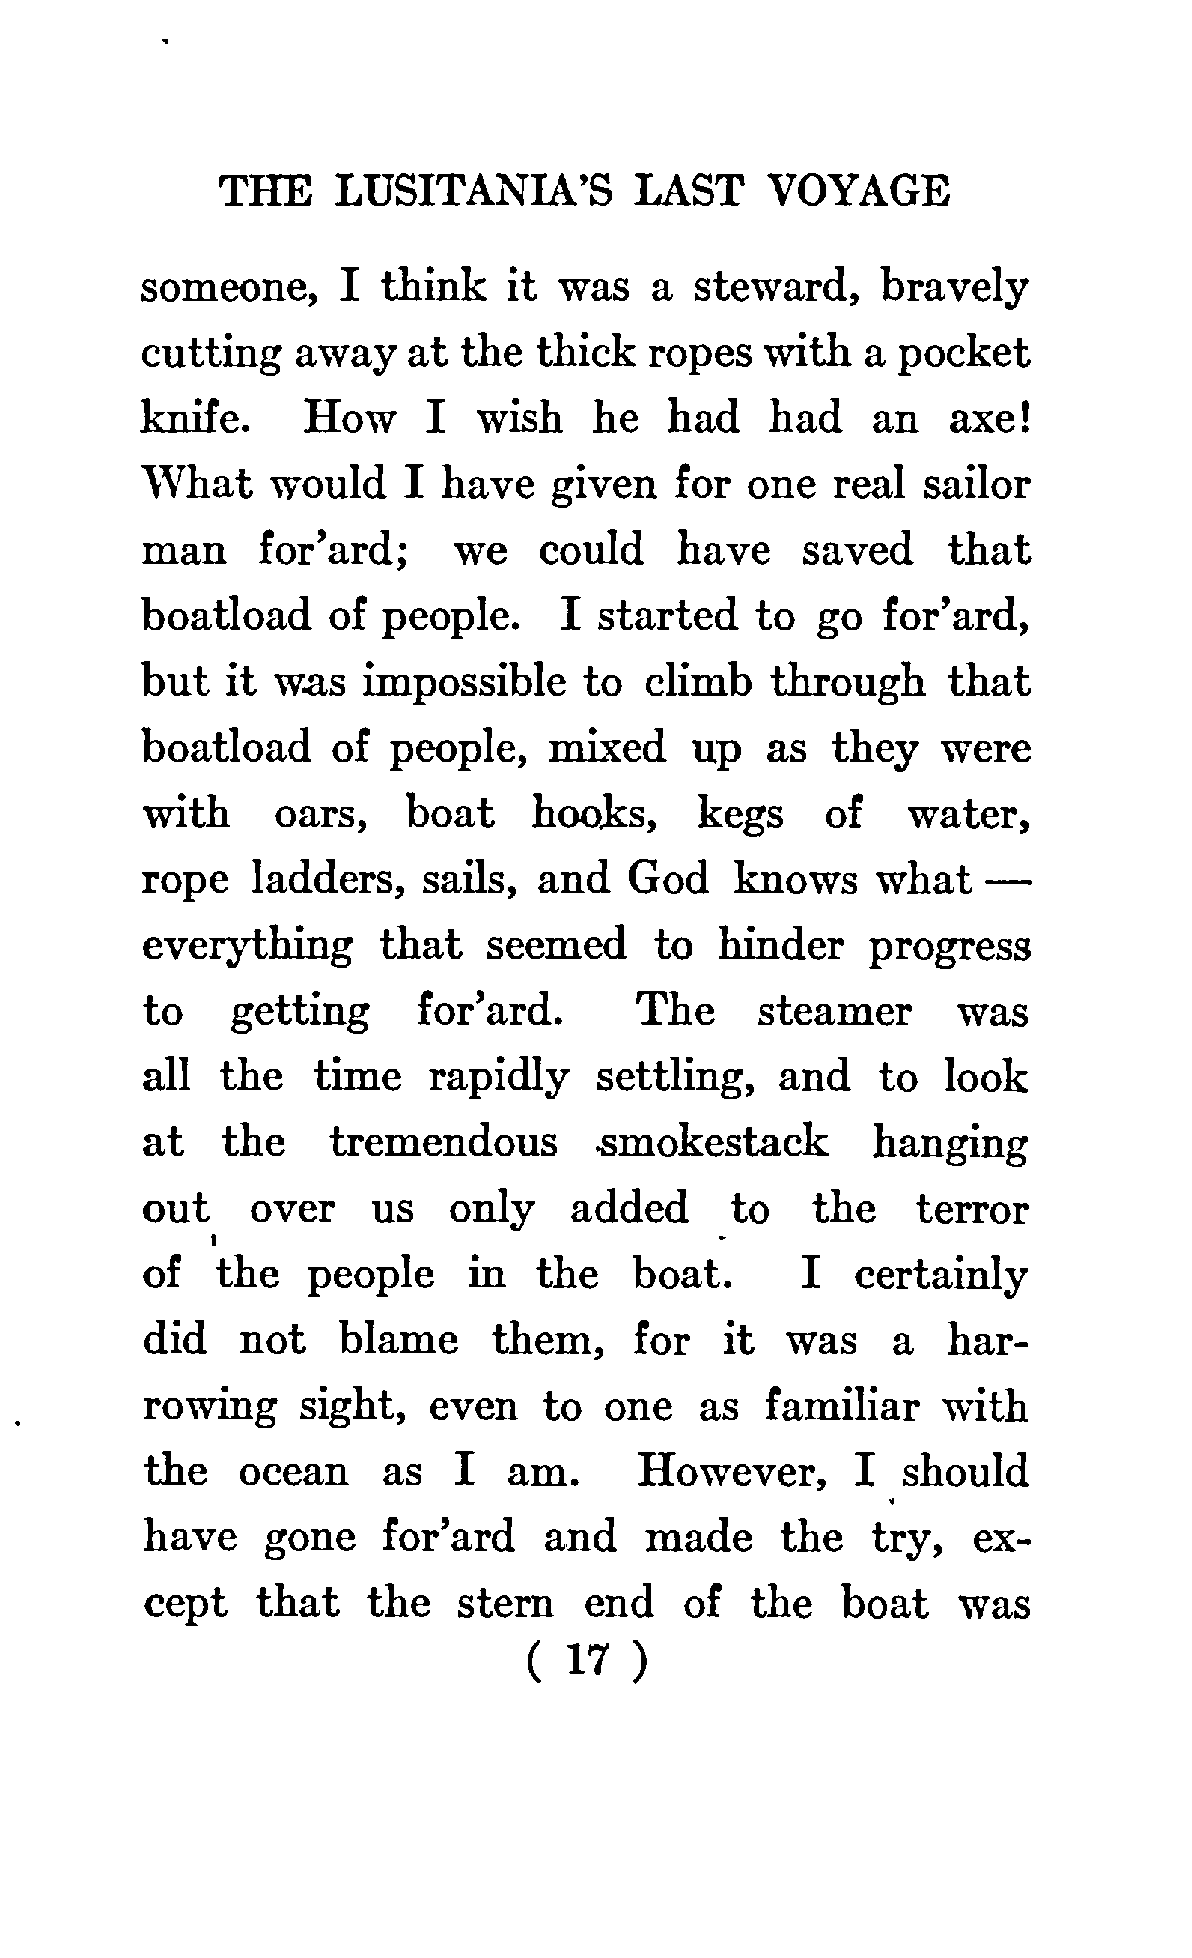 THE LUSITANIA'S LAST VOYAGE
someone, I think it was a steward, bravely
cutting away at the thick ropes with a pocket
knife. How I wish he had had an axe!
What would I have given for one real sailor
man for'ard; we could have saved that
boatload of people. I started to go for'ard,
but it was impossible to climb through that
boatload of people, mixed up as they were
with oars, boat hooks, kegs of water,
rope ladders, sails, and God knows what —
everything that seemed to hinder progress
to getting for'ard. The steamer was
all the time rapidly settling, and to look
at the tremendous smokestack hanging
out over us only added to the terror
of the people in the boat. I certainly
did not blame them, for it was a har-
rowing sight, even to one as familiar with
the ocean as I am. However, I should
have gone for'ard and made the try, ex-
cept that the stern end of the boat was
( 17 )